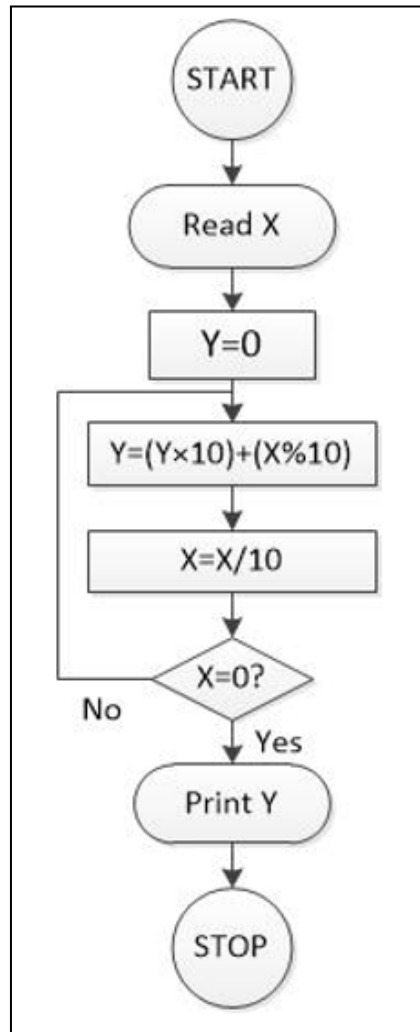 START
Read X
Y=0
Y=(Y×10)+(X%10)
X=X/10
X=0?
No
Yes
Print Y
STOP